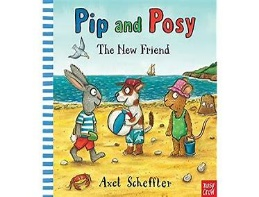 Pip and Posy
The New Friend
Axel Scheffler
nosy
crow